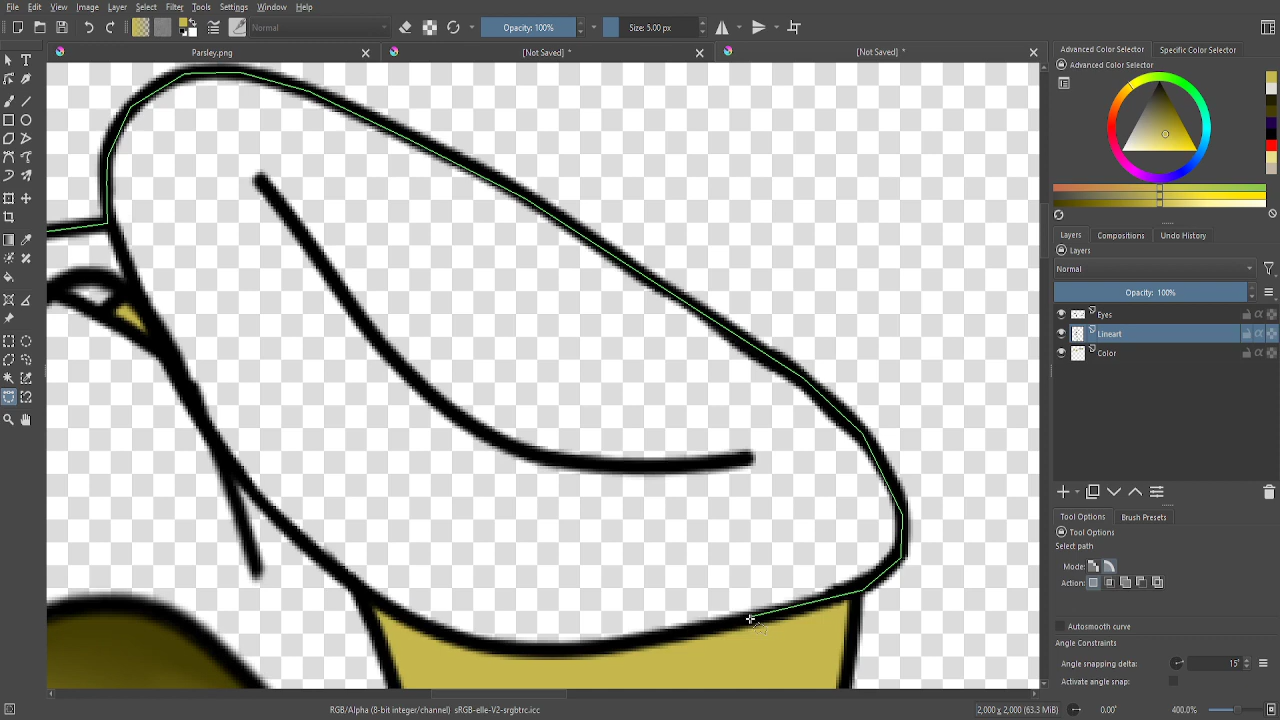 File Edit View Image Layer Select Filter Tools Settings Window Help
Normal Opacity: 100% Size: 5.00 px
Parsley.png [Not Saved] * [Not Saved] *
Advanced Color Selector Specific Color Selector
Advanced Color Selector
Layers Compositions Undo History
Layers
Normal
Opacity: 100%
Eyes
Lineart
Color
Tool Options Brush Presets
Tool Options
Select path
Mode:
Action:
Autosmooth curve
Angle Constraints
Angle snapping delta: 15°
Activate angle snap:
RGB/Alpha (8-bit integer/channel) sRGB-elle-V2-srgbtrc.icc 2,000 x 2,000 (63.3 MiB) 0.00° 400.0%